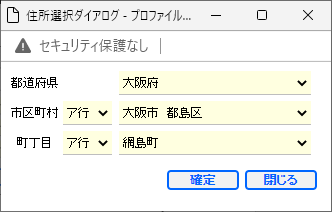 住所選択ダイアログ - プロファイル...
セキュリティ保護なし
都道府県 大阪府
市区町村 ア行 大阪市 都島区
町丁目 ア行 網島町
確定 閉じる